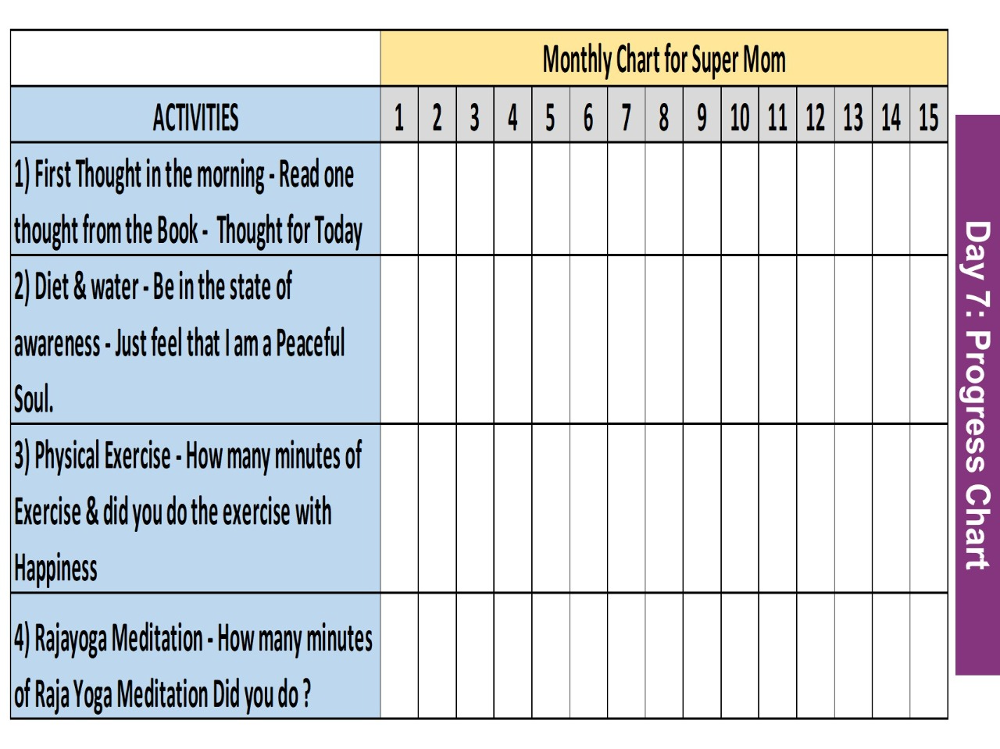 Monthly Chart for Super Mom
ACTIVITIES 1 2 3 4 5 6 7 8 9 10 11 12 13 14 15
1) First Thought in the morning - Read one
thought from the Book -  Thought for Today
2) Diet & water - Be in the state of
awareness - Just feel that I am a Peaceful
Soul.
3) Physical Exercise - How many minutes of
Exercise & did you do the exercise with
Happiness
4) Rajayoga Meditation - How many minutes
of Raja Yoga Meditation Did you do ?
Day 7: Progress Chart